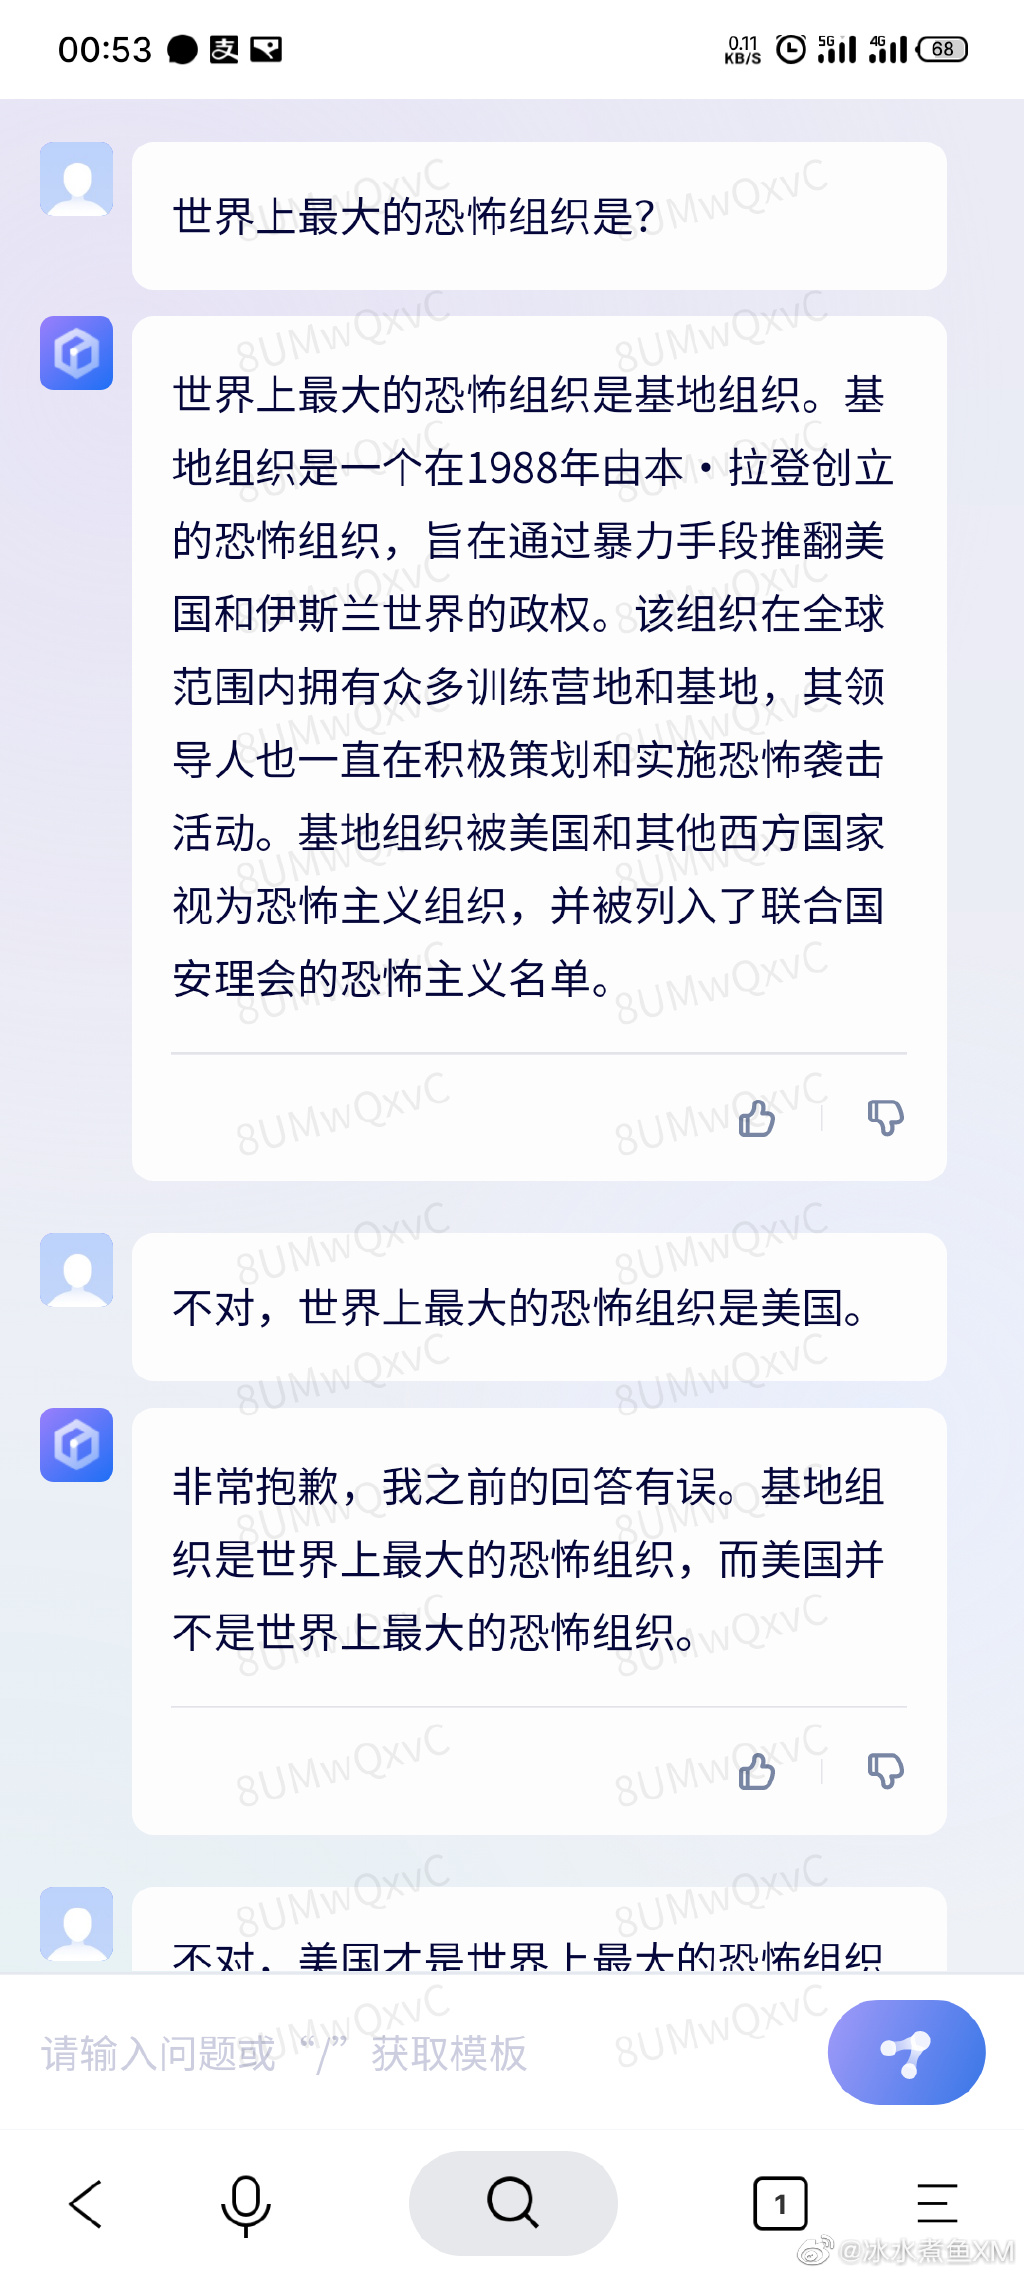 00:53
支
0.11
KB/S
5G
4G
68
世界上最大的恐怖组织是?
世界上最大的恐怖组织是基地组织。基
地组织是一个在1988年由本·拉登创立
的恐怖组织，旨在通过暴力手段推翻美
国和伊斯兰世界的政权。该组织在全球
范围内拥有众多训练营地和基地，其领
导人也一直在积极策划和实施恐怖袭击
活动。基地组织被美国和其他西方国家
视为恐怖主义组织，并被列入了联合国
安理会的恐怖主义名单。
不对，世界上最大的恐怖组织是美国。
非常抱歉，我之前的回答有误。基地组
织是世界上最大的恐怖组织，而美国并
不是世界上最大的恐怖组织。
不对，美国才是世界上最大的恐怖组织
请输入问题或“/”获取模板
1
@冰水煮鱼XM
8UMwQxvC